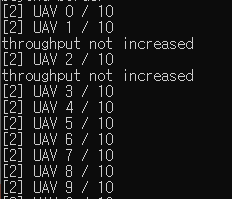 [2] UAV 0 / 10
[2] UAV 1 / 10
throughput not increased
[2] UAV 2 / 10
throughput not increased
[2] UAV 3 / 10
[2] UAV 4 / 10
[2] UAV 5 / 10
[2] UAV 6 / 10
[2] UAV 7 / 10
[2] UAV 8 / 10
[2] UAV 9 / 10